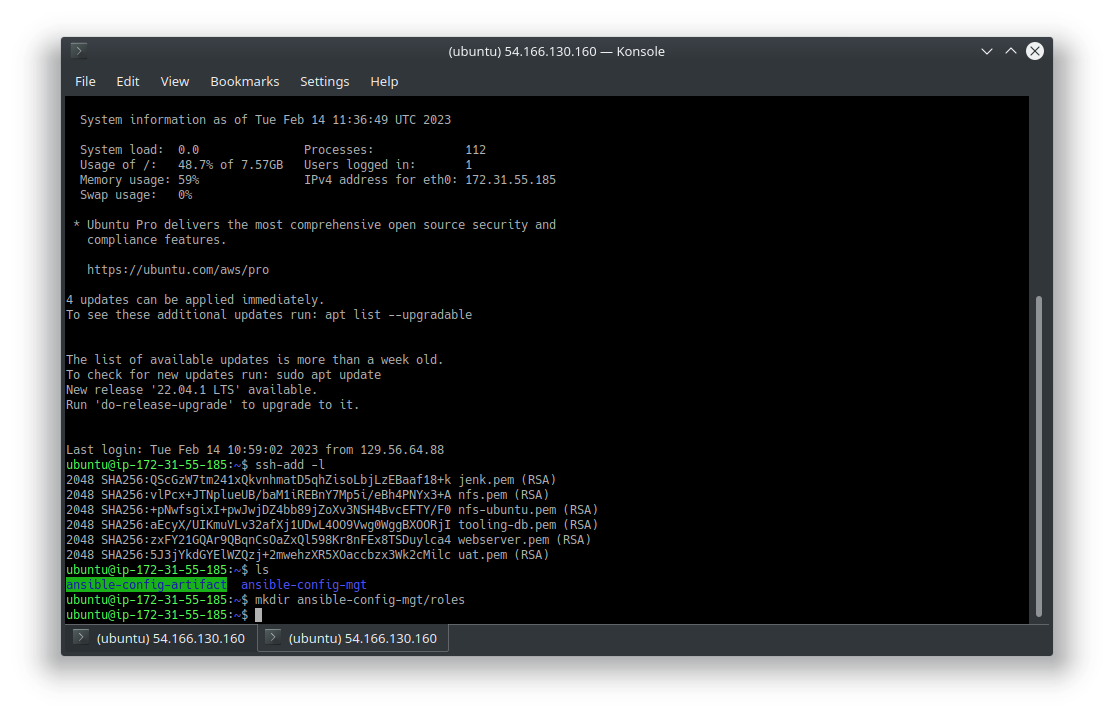 (ubuntu) 54.166.130.160 — Konsole
File Edit View Bookmarks Settings Help
System information as of Tue Feb 14 11:36:49 UTC 2023
System load: 0.0 Processes: 112
Usage of /: 48.7% of 7.57GB Users logged in: 1
Memory usage: 59% IPv4 address for eth0: 172.31.55.185
Swap usage: 0%
* Ubuntu Pro delivers the most comprehensive open source security and
compliance features.
https://ubuntu.com/aws/pro
4 updates can be applied immediately.
To see these additional updates run: apt list --upgradable
The list of available updates is more than a week old.
To check for new updates run: sudo apt update
New release '22.04.1 LTS' available.
Run 'do-release-upgrade' to upgrade to it.
Last login: Tue Feb 14 10:59:02 2023 from 129.56.64.88
ubuntu@ip-172-31-55-185:~$ ssh-add -l
2048 SHA256:QScGzW7tm241xQkvnhmatD5qhZisoLbjLzEBaaf18+k jenk.pem (RSA)
2048 SHA256:vlPcx+JTNplueUB/baM1iREBnY7Mp5i/eBh4PNYx3+A nfs.pem (RSA)
2048 SHA256:+pNwfsgixI+pwJwjDZ4bb89jZoXv3NSH4BvcEFTY/F0 nfs-ubuntu.pem (RSA)
2048 SHA256:aEcyX/UIKmuVLv32afXj1UDwL4OO9Vwg0WggBXOORjI tooling-db.pem (RSA)
2048 SHA256:zxFY21GQAr9QBqnCsOaZxQl598Kr8nFEx8TSDuylca4 webserver.pem (RSA)
2048 SHA256:5J3jYkdGYElWZQzj+2mwehzXR5XOaccbzx3Wk2cMilc uat.pem (RSA)
ubuntu@ip-172-31-55-185:~$ ls
ansible-config-artifact ansible-config-mgt
ubuntu@ip-172-31-55-185:~$ mkdir ansible-config-mgt/roles
ubuntu@ip-172-31-55-185:~$
(ubuntu) 54.166.130.160 (ubuntu) 54.166.130.160